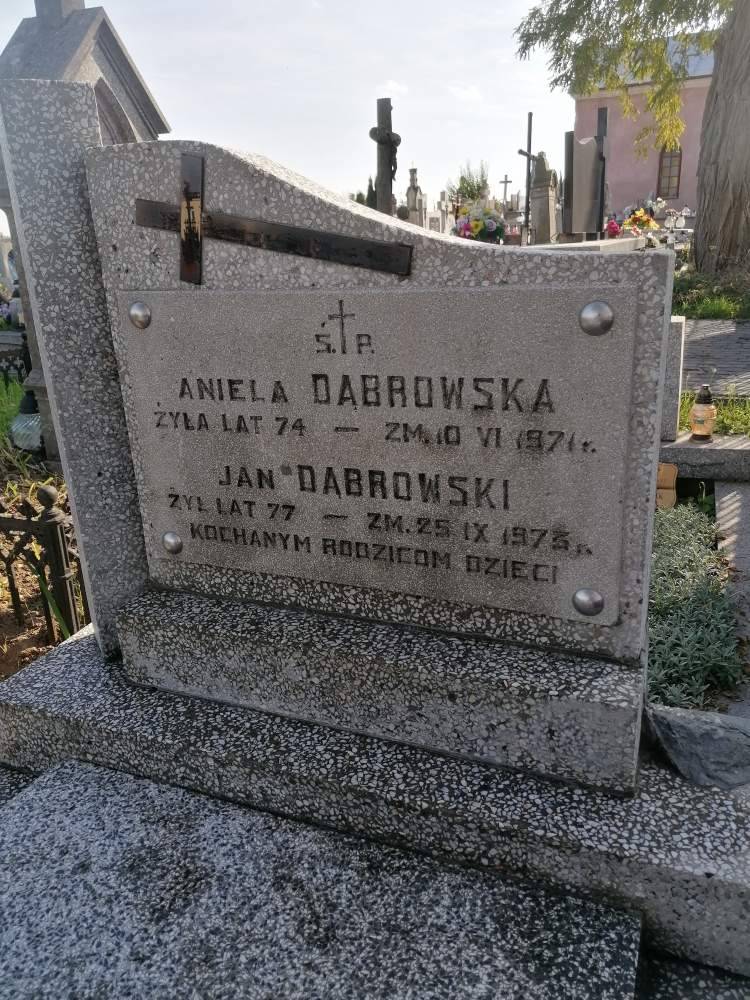 Ś. P.
ANIELA DĄBROWSKA
ŻYŁA LAT 74 – ZM. 10 VI 1971 r.
JAN DĄBROWSKI
ŻYŁ LAT 77 – ZM. 25 IX 1973 r.
KOCHANYM RODZICOM DZIECI